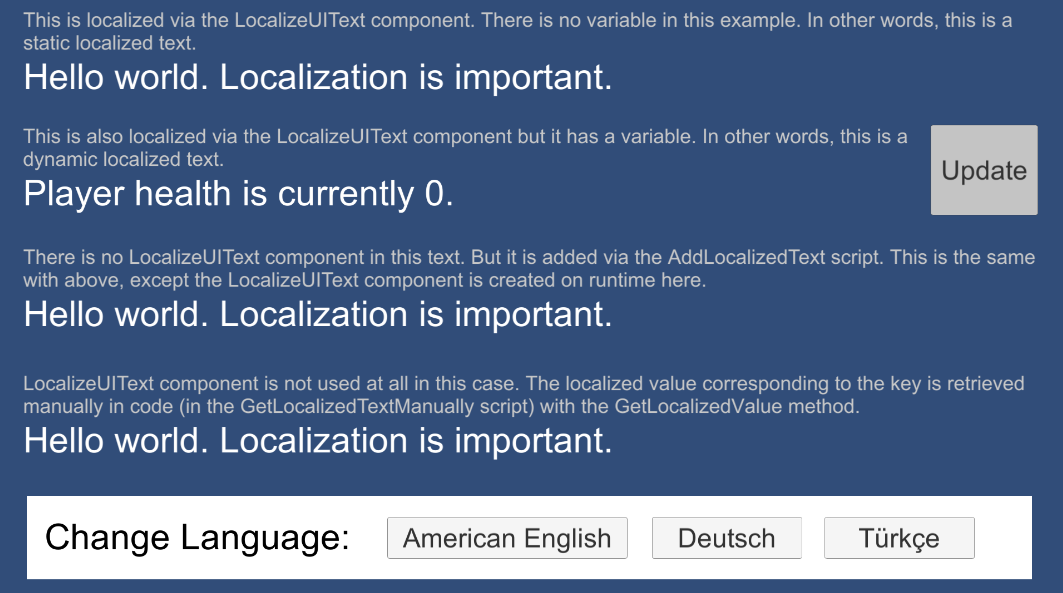 This is localized via the LocalizeUIText component. There is no variable in this example. In other words, this is a
static localized text.
Hello world. Localization is important.
This is also localized via the LocalizeUIText component but it has a variable. In other words, this is a
dynamic localized text.
Player health is currently 0.
Update
There is no LocalizeUIText component in this text. But it is added via the AddLocalizedText script. This is the same
with above, except the LocalizeUIText component is created on runtime here.
Hello world. Localization is important.
LocalizeUIText component is not used at all in this case. The localized value corresponding to the key is retrieved
manually in code (in the GetLocalizedTextManually script) with the GetLocalizedValue method.
Hello world. Localization is important.
Change Language: American English Deutsch Türkçe